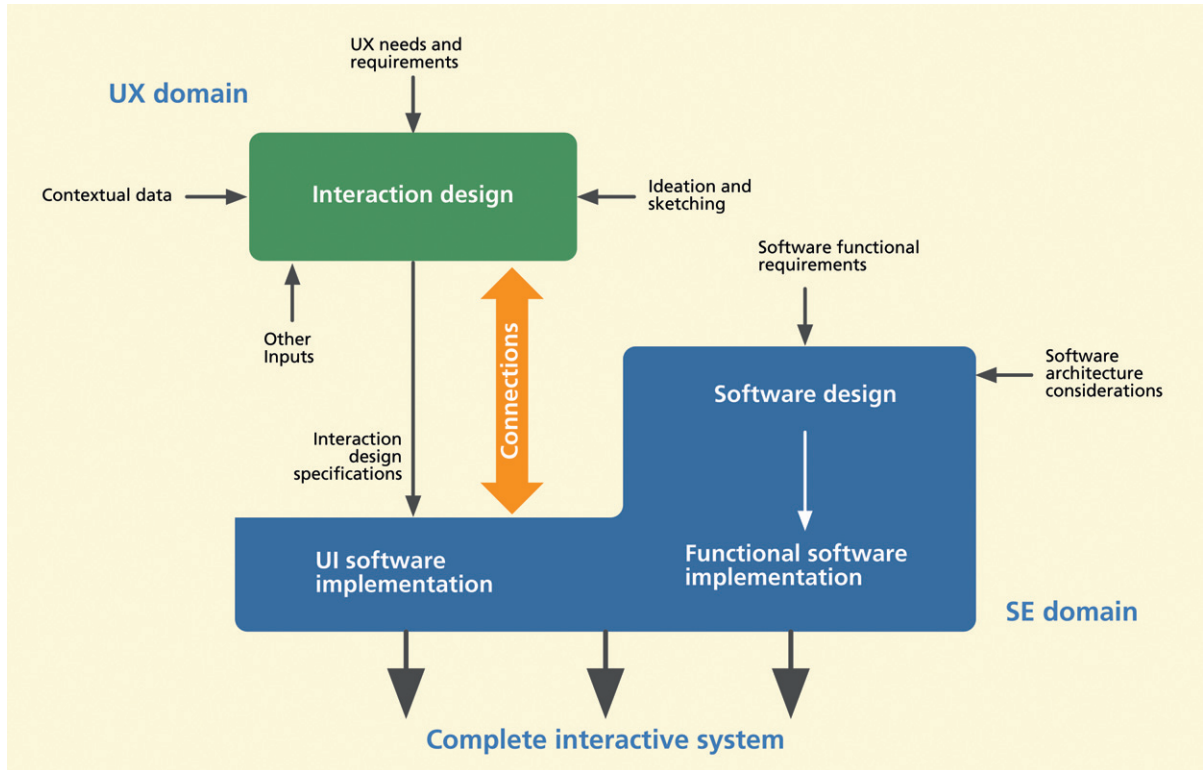 UX needs and
requirements
UX domain
Contextual data
Interaction design
Ideation and
sketching
Other
Inputs
Connections
Software functional
requirements
Software design
Software
architecture
considerations
Interaction
design
specifications
UI software
implementation
Functional software
implementation
SE domain
Complete interactive system